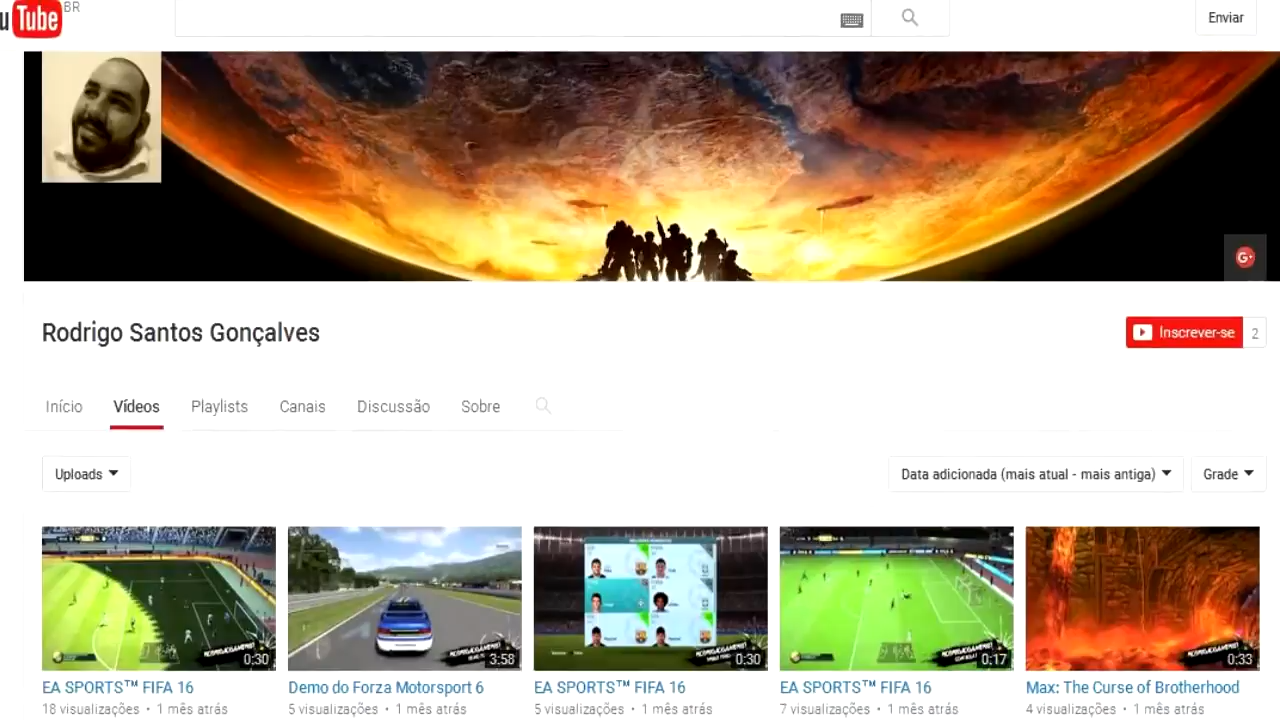 u Tube BR
Enviar
Rodrigo Santos Gonçalves
Inscrever-se 2
Início Vídeos Playlists Canais Discussão Sobre
Uploads Data adicionada (mais atual - mais antiga) Grade
0:30 3:58 0:30 0:17 0:33
EA SPORTS™ FIFA 16 Demo do Forza Motorsport 6 EA SPORTS™ FIFA 16 EA SPORTS™ FIFA 16 Max: The Curse of Brotherhood
18 visualizações • 1 mês atrás 5 visualizações • 1 mês atrás 5 visualizações • 1 mês atrás 7 visualizações • 1 mês atrás 4 visualizações • 1 mês atrás